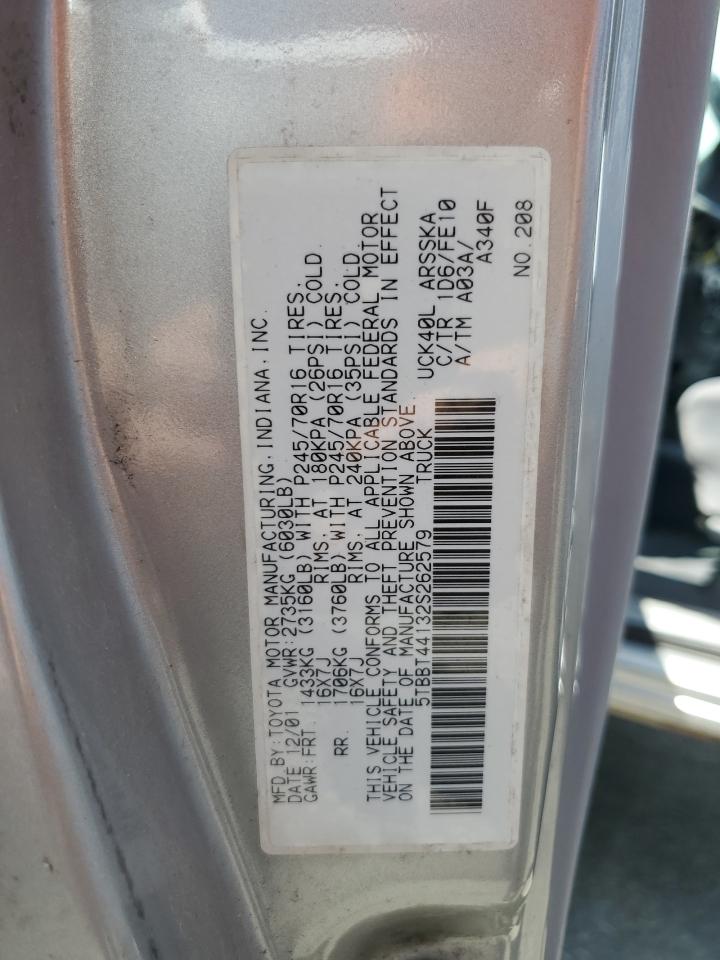 MFD.BY:TOYOTA MOTOR MANUFACTURING,INDIANA,INC.
DATE 12/01 GVWR:2735KG(6030LB)
GAWR:FRT. 1433KG (3160LB) WITH P245/70R16 TIRES,
16X7J RIMS, AT 180KPA (26PSI) COLD.
RR. 1706KG (3760LB) WITH P245/70R16 TIRES,
16X7J RIMS, AT 240KPA (35PSI) COLD.
THIS VEHICLE CONFORMS TO ALL APPLICABLE FEDERAL MOTOR
VEHICLE SAFETY AND THEFT PREVENTION STANDARDS IN EFFECT
ON THE DATE OF MANUFACTURE SHOWN ABOVE.
5TBBT44132S262579 TRUCK
UCK40L ARSSKA
C/TR 1D6/FE10
A/TM A03A/
A340F
NO.208